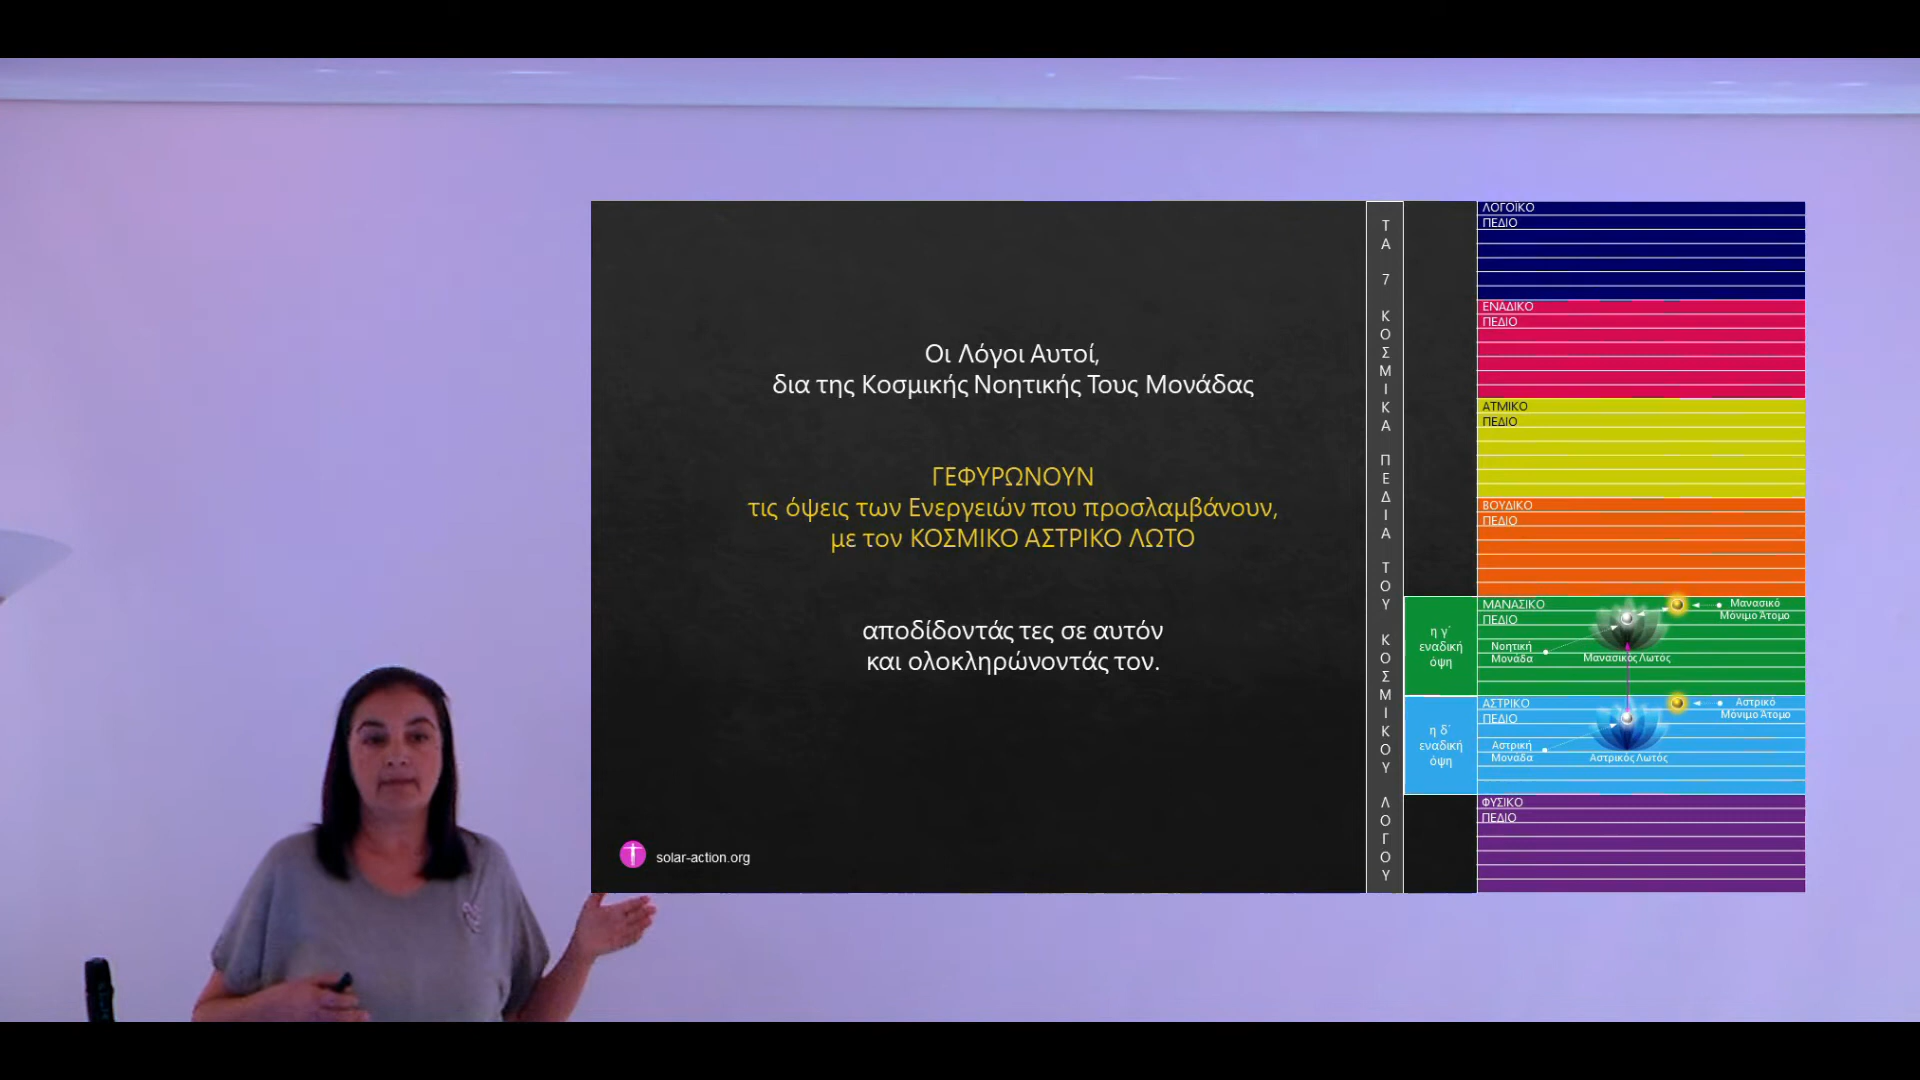 Οι Λόγοι Αυτοί,
δια της Κοσμικής Νοητικής Τους Μονάδας
ΓΕΦΥΡΩΝΟΥΝ
τις όψεις των Ενεργειών που προσλαμβάνουν,
με τον ΚΟΣΜΙΚΟ ΑΣΤΡΙΚΟ ΛΩΤΟ
αποδίδοντάς τες σε αυτόν
και ολοκληρώνοντάς τον.
solar-action.org
ΤΑ 7 ΚΟΣΜΙΚΑ ΠΕΔΙΑ ΤΟΥ ΚΟΣΜΙΚΟΥ ΛΟΓΟΥ
ΛΟΓΟΪΚΟ
ΠΕΔΙΟ
ΕΝΑΔΙΚΟ
ΠΕΔΙΟ
ΑΤΜΙΚΟ
ΠΕΔΙΟ
ΒΟΥΔΙΚΟ
ΠΕΔΙΟ
η γ΄
εναδική
όψη
ΜΑΝΑΣΙΚΟ
ΠΕΔΙΟ
Νοητική
Μονάδα
Μανασικός Λωτός
Μανασικό
Μόνιμο Άτομο
η δ΄
εναδική
όψη
ΑΣΤΡΙΚΟ
ΠΕΔΙΟ
Αστρική
Μονάδα
Αστρικός Λωτός
Αστρικό
Μόνιμο Άτομο
ΦΥΣΙΚΟ
ΠΕΔΙΟ